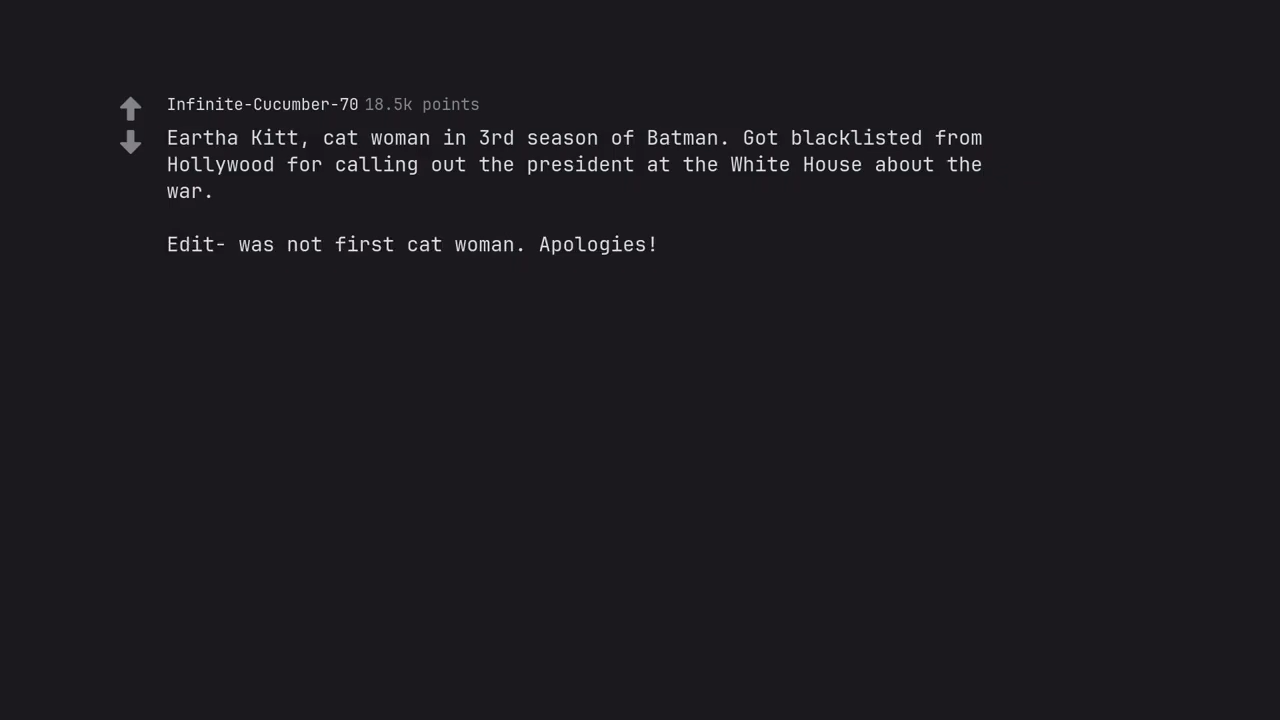 Infinite-Cucumber-70 18.5k points
Eartha Kitt, cat woman in 3rd season of Batman. Got blacklisted from
Hollywood for calling out the president at the White House about the
war.
Edit- was not first cat woman. Apologies!